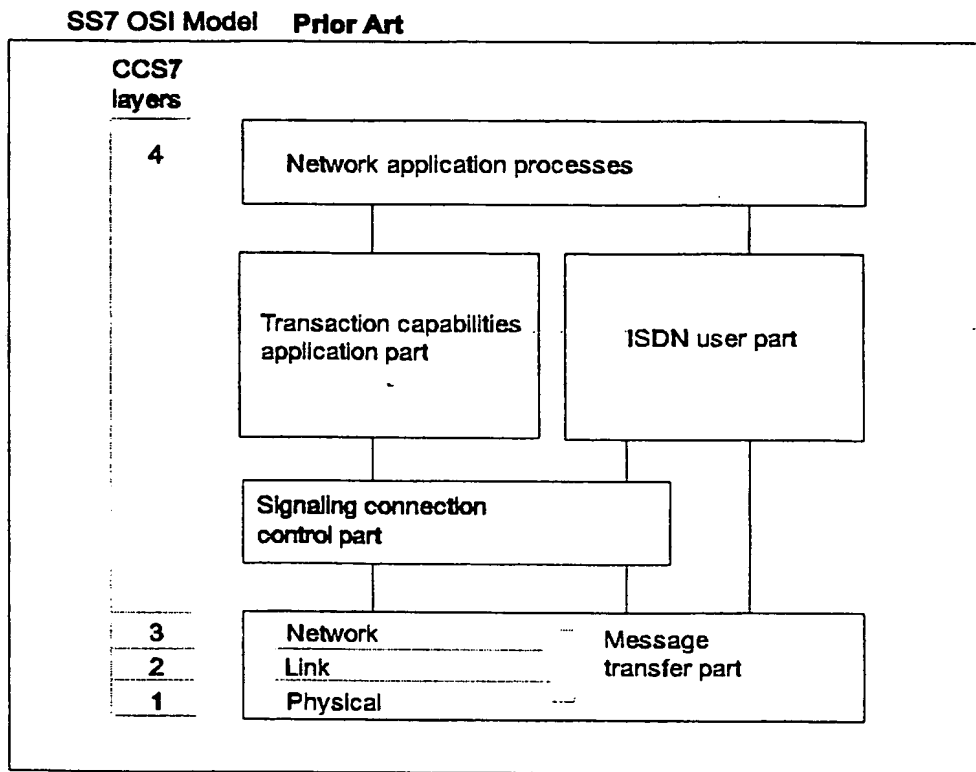 SS7 OSI Model Prior Art
CCS7
layers
4
Network application processes
Transaction capabilities
application part
ISDN user part
Signaling connection
control part
3 Network
2 Link
1 Physical
Message
transfer part